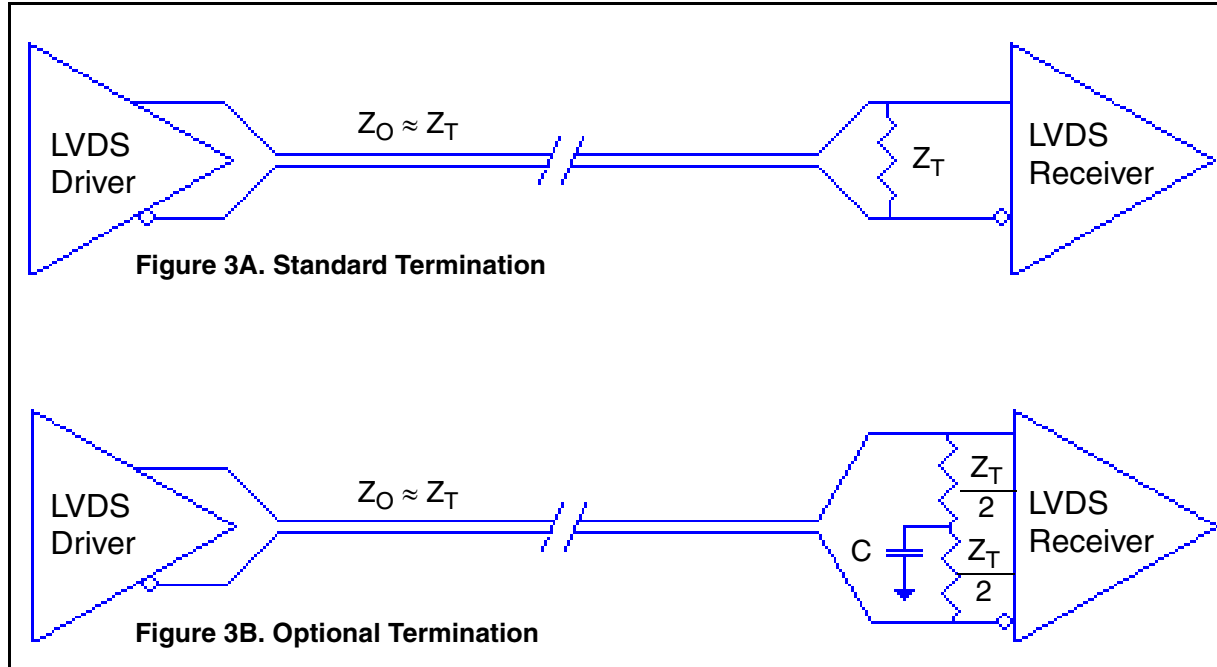 LVDS
Driver
Z_O ≈ Z_T
Z_T
LVDS
Receiver
Figure 3A. Standard Termination
LVDS
Driver
Z_O ≈ Z_T
C
Z_T
2
Z_T
2
LVDS
Receiver
Figure 3B. Optional Termination